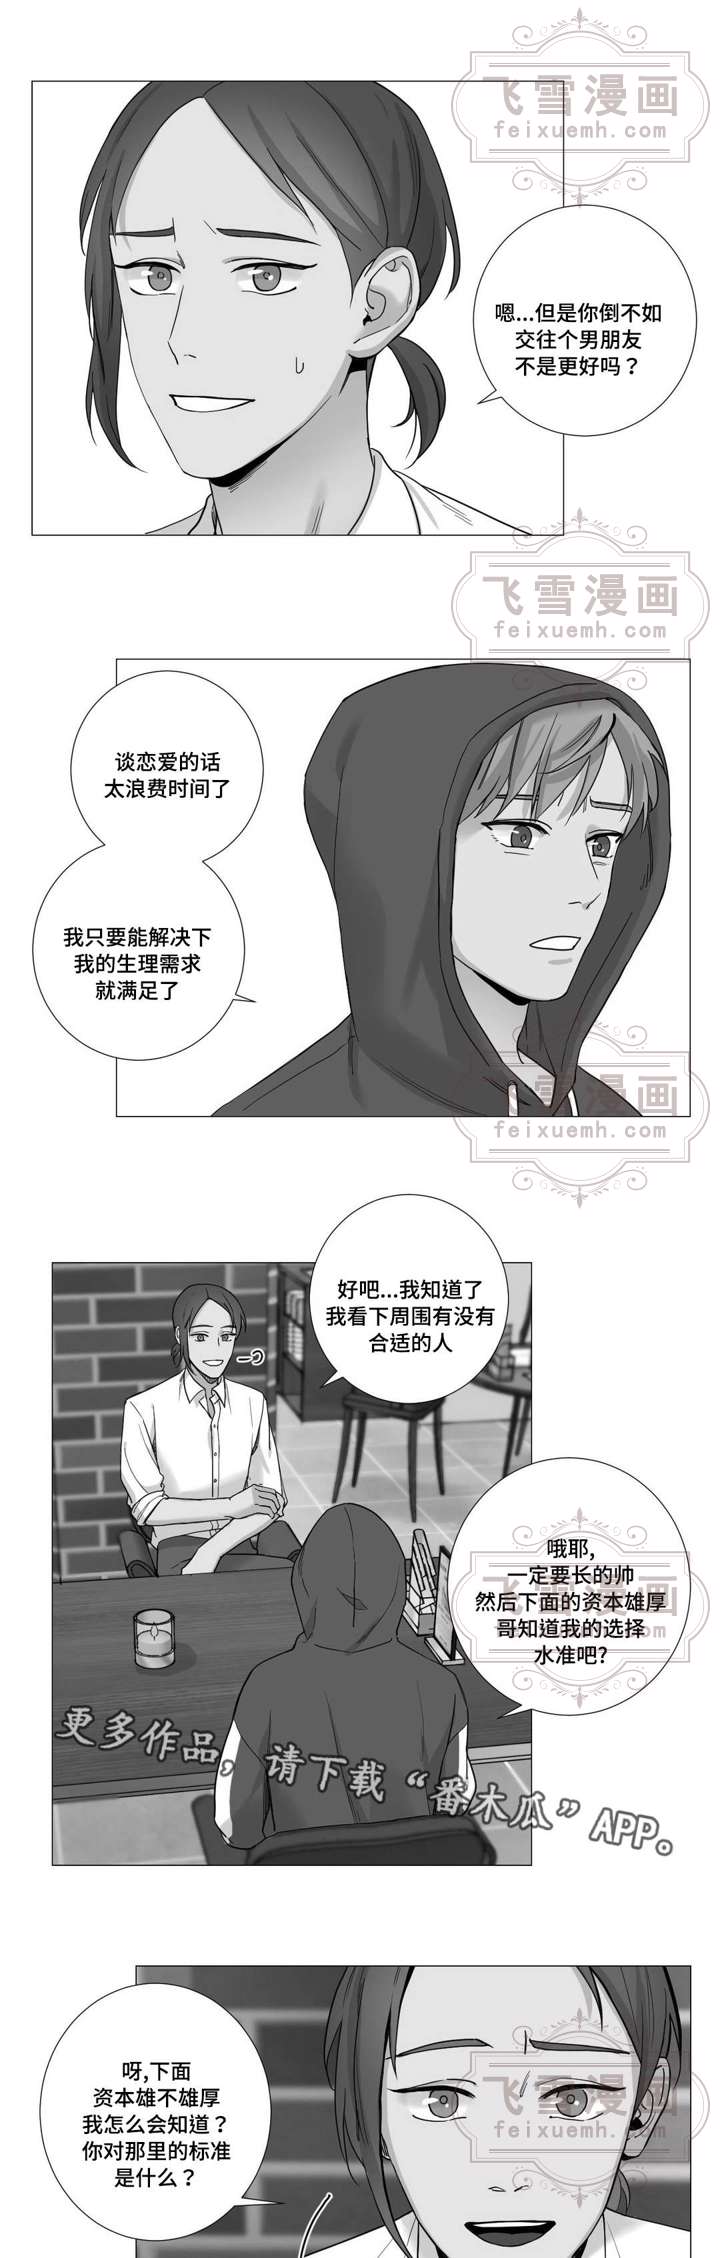 飞雪漫画
feixuemh.com
嗯...但是你倒不如
交往个男朋友
不是更好吗？
飞雪漫画
feixuemh.com
谈恋爱的话
太浪费时间了
我只要能解决下
我的生理需求
就满足了
飞雪漫画
feixuemh.com
好吧...我知道了
我看下周围有没有
合适的人
哦耶,
一定要长的帅
然后下面的资本雄厚
哥知道我的选择
水准吧?
飞雪漫画
feixuemh.com
更多作品，请下载“番木瓜”APP。
呀,下面
资本雄不雄厚
我怎么会知道？
你对那里的标准
是什么？
飞雪漫画
feixuemh.com